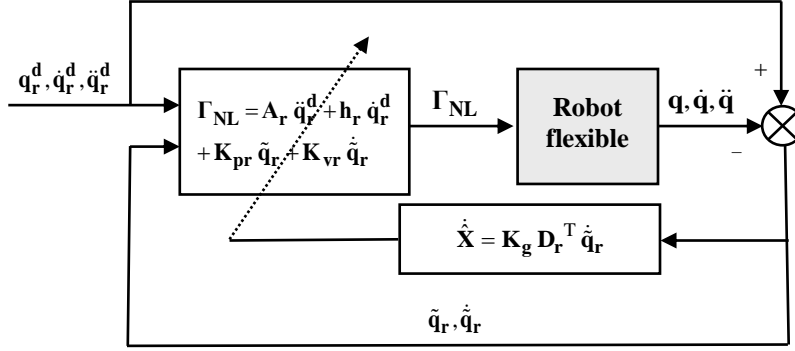 q_r^d, q̇_r^d, q̈_r^d
+
Γ_NL = A_r q̈_r^d + h_r q̇_r^d
+ K_pr q̃_r + K_vr q̃̇_r
Γ_NL
Robot
flexible
q, q̇, q̈
−
X̂̇ = K_g D_r^T q̃̇_r
q̃_r, q̃̇_r